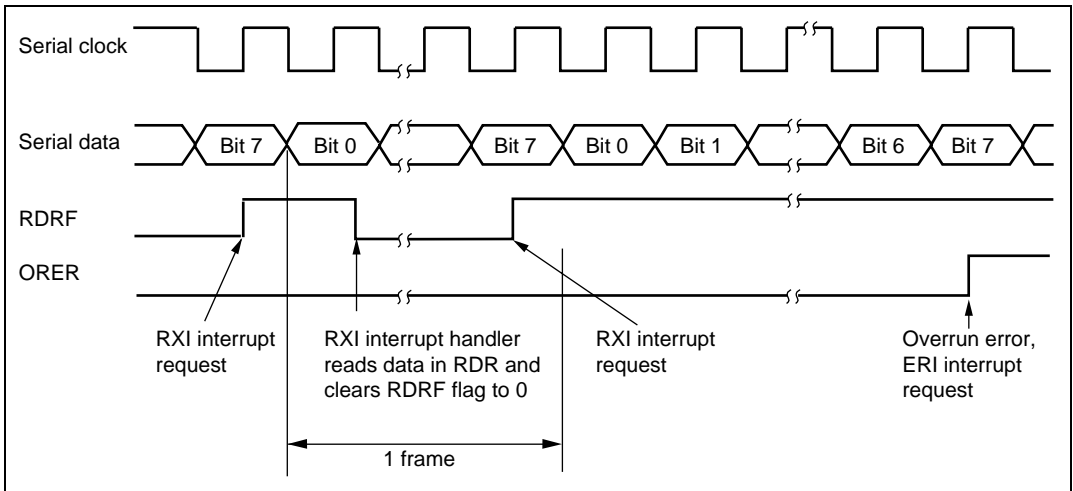 Serial clock
Serial data
Bit 7
Bit 0
Bit 7
Bit 0
Bit 1
Bit 6
Bit 7
RDRF
ORER
RXI interrupt
request
RXI interrupt handler
reads data in RDR and
clears RDRF flag to 0
RXI interrupt
request
Overrun error,
ERI interrupt
request
1 frame